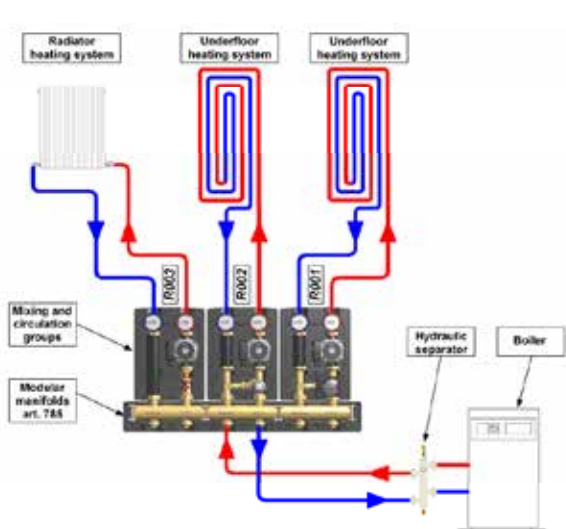 Radiator
heating system
Underfloor
heating system
Underfloor
heating system
R003
R002
R001
Mixing and
circulation
groups
Modular
manifolds
art. 785
Hydraulic
separator
Boiler